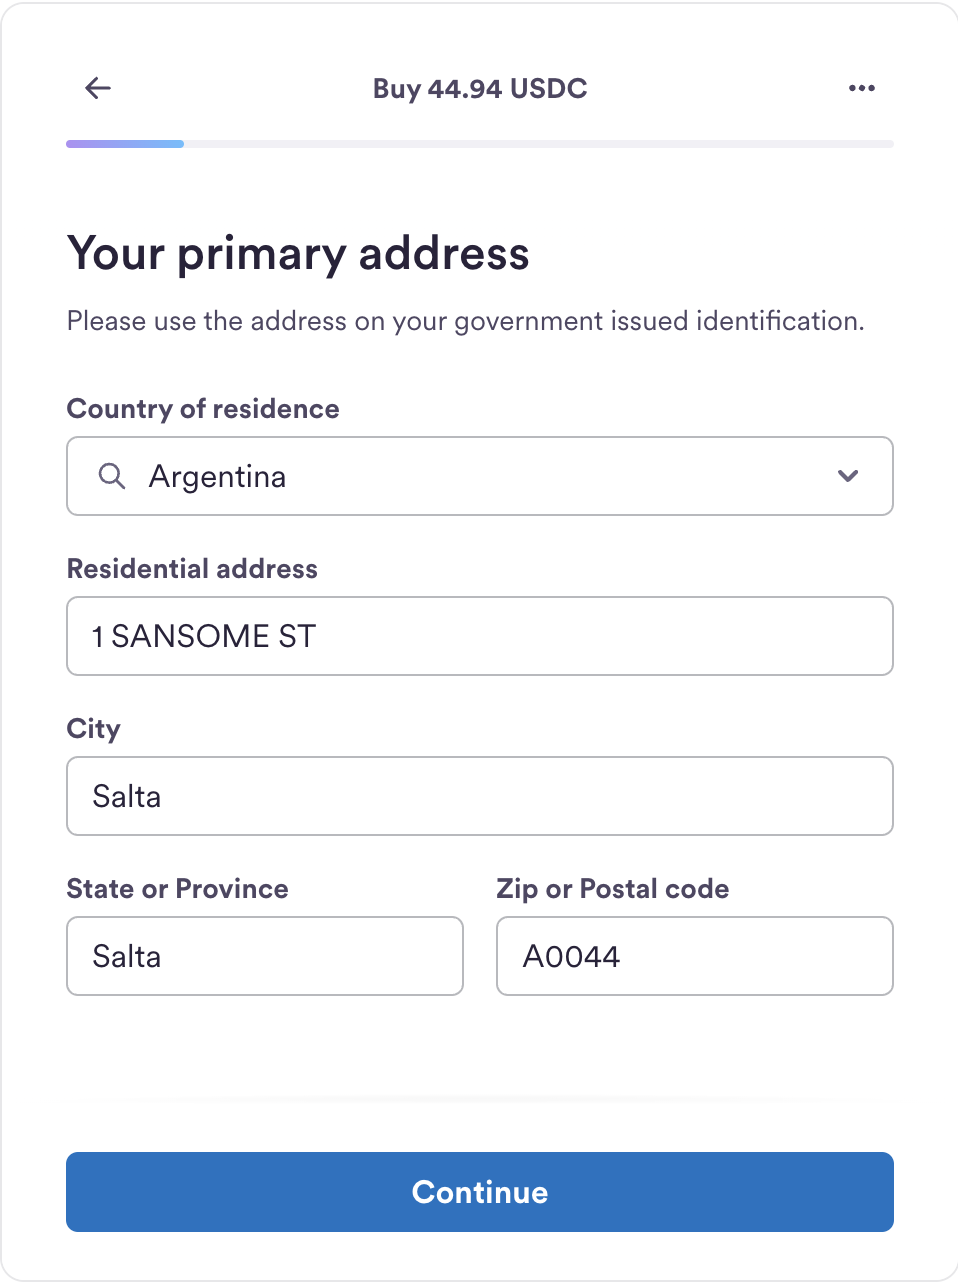 Buy 44.94 USDC
Your primary address
Please use the address on your government issued identification.
Country of residence
Argentina
Residential address
1 SANSOME ST
City
Salta
State or Province
Zip or Postal code
Salta
A0044
Continue